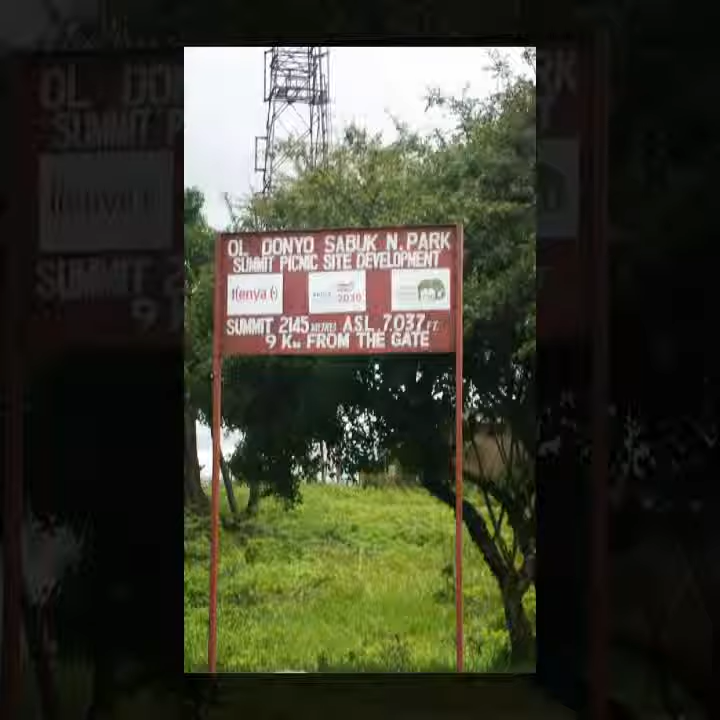 OL DONYO SABUK N. PARK
SUMMIT PICNIC SITE DEVELOPMENT
Kenya
2030
SUMMIT 2145 METRES A.S.L 7,037 FT
9 KM FROM THE GATE